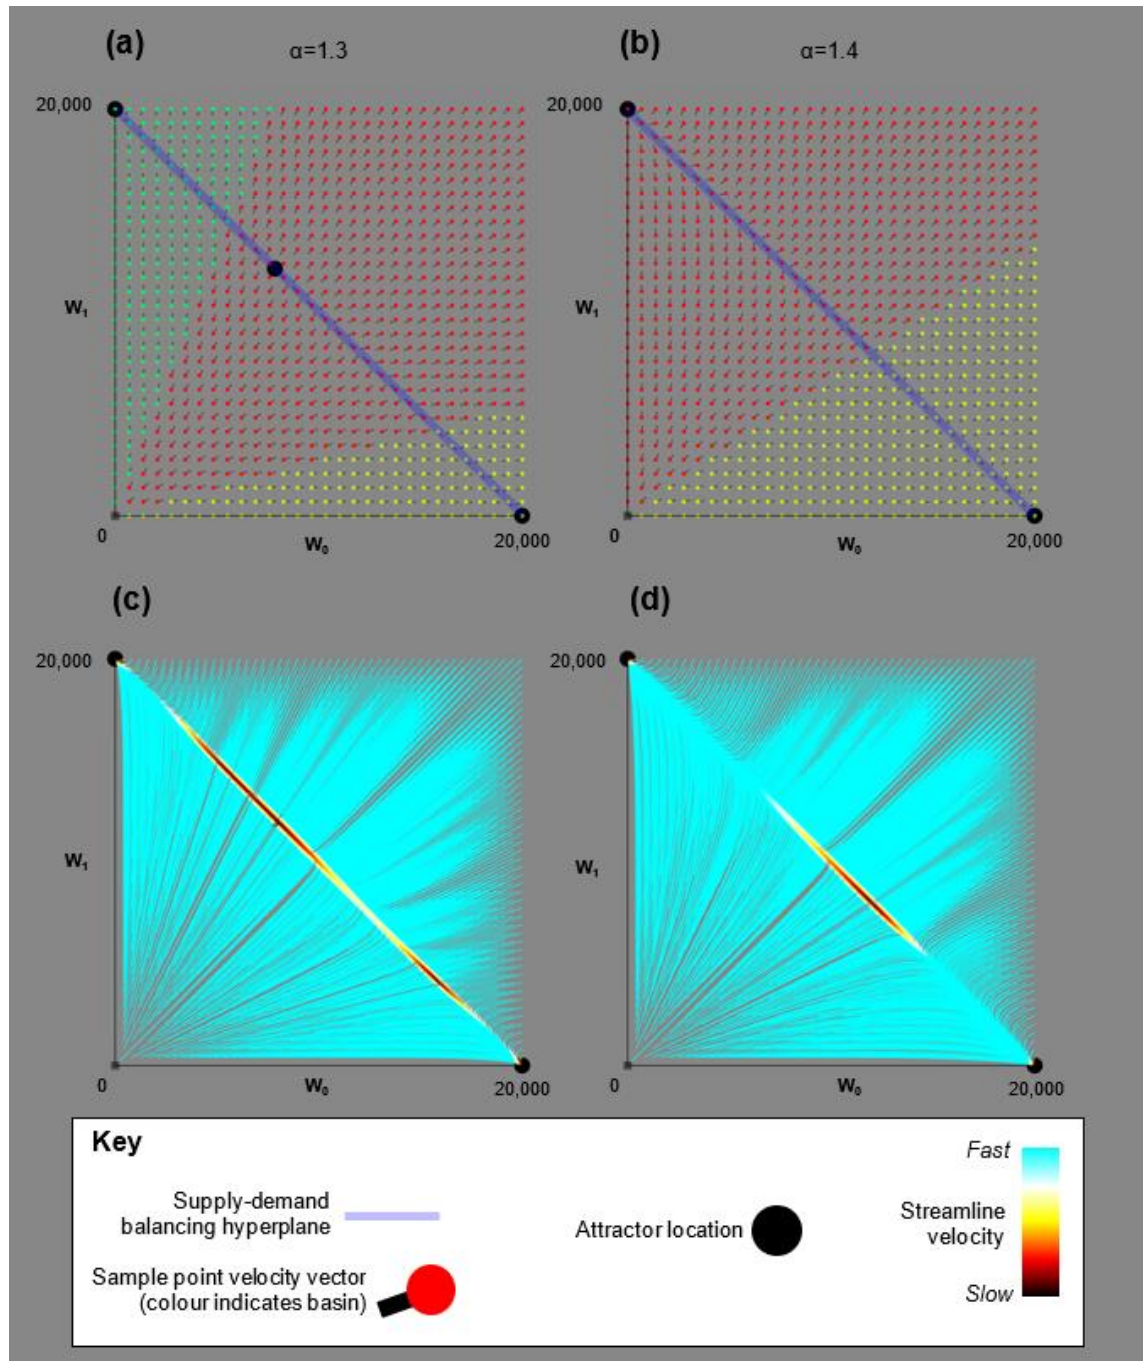 (a)
α=1.3
(b)
α=1.4
20,000
20,000
W₁
W₁
0
W₀
20,000
0
W₀
20,000
(c)
(d)
20,000
20,000
W₁
W₁
0
W₀
20,000
0
W₀
20,000
Key
Supply-demand
balancing hyperplane
Sample point velocity vector
(colour indicates basin)
Attractor location
Fast
Streamline
velocity
Slow